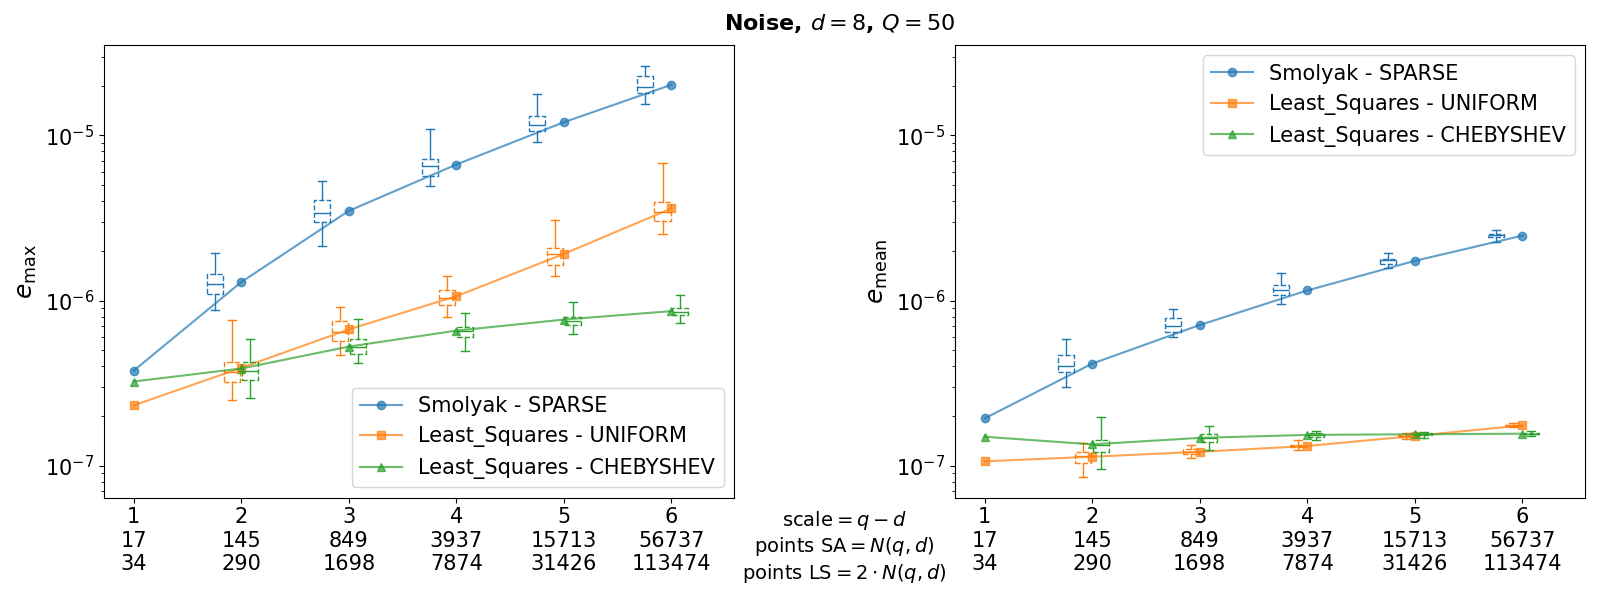 Noise, d = 8, Q = 50
e_max
10^-5
10^-6
10^-7
Smolyak - SPARSE
Least_Squares - UNIFORM
Least_Squares - CHEBYSHEV
1 2 3 4 5 6
17 145 849 3937 15713 56737
34 290 1698 7874 31426 113474
scale = q − d
points SA = N(q, d)
points LS = 2 · N(q, d)
e_mean
10^-5
10^-6
10^-7
Smolyak - SPARSE
Least_Squares - UNIFORM
Least_Squares - CHEBYSHEV
1 2 3 4 5 6
17 145 849 3937 15713 56737
34 290 1698 7874 31426 113474